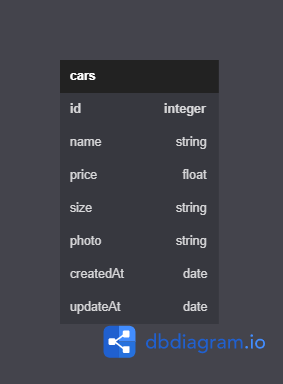 cars
id integer
name string
price float
size string
photo string
createdAt date
updateAt date
dbdiagram.io